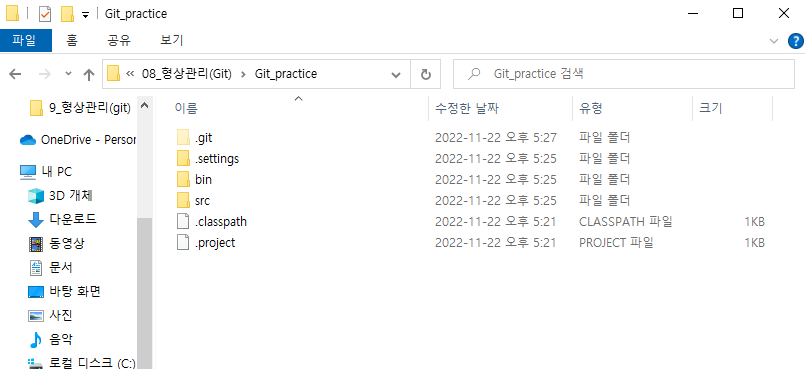 Git_practice
파일 홈 공유 보기
« 08_형상관리(Git) > Git_practice Git_practice 검색
9_형상관리(git)
OneDrive - Person
내 PC
3D 개체
다운로드
동영상
문서
바탕 화면
사진
음악
로컬 디스크 (C:)
이름 수정한 날짜 유형 크기
.git 2022-11-22 오후 5:27 파일 폴더
.settings 2022-11-22 오후 5:25 파일 폴더
bin 2022-11-22 오후 5:25 파일 폴더
src 2022-11-22 오후 5:25 파일 폴더
.classpath 2022-11-22 오후 5:21 CLASSPATH 파일 1KB
.project 2022-11-22 오후 5:21 PROJECT 파일 1KB